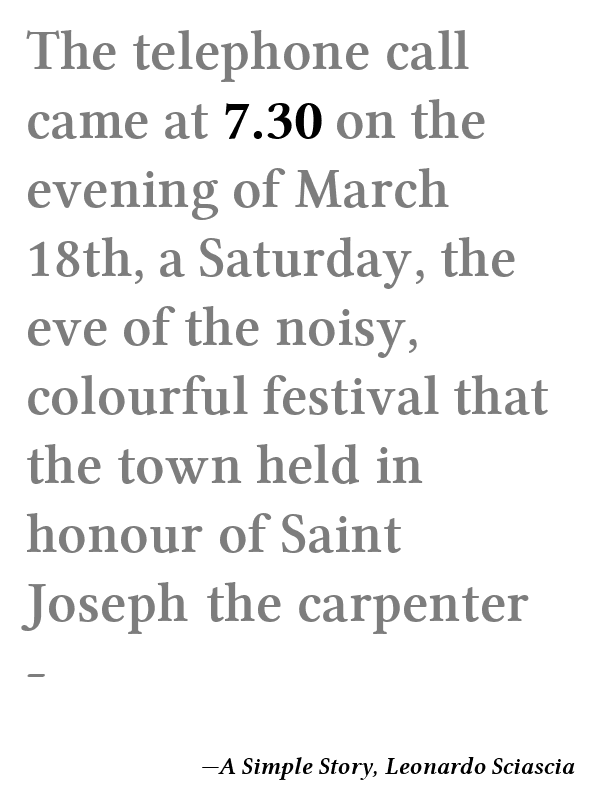 The telephone call
came at 7.30 on the
evening of March
18th, a Saturday, the
eve of the noisy,
colourful festival that
the town held in
honour of Saint
Joseph the carpenter
–
—A Simple Story, Leonardo Sciascia